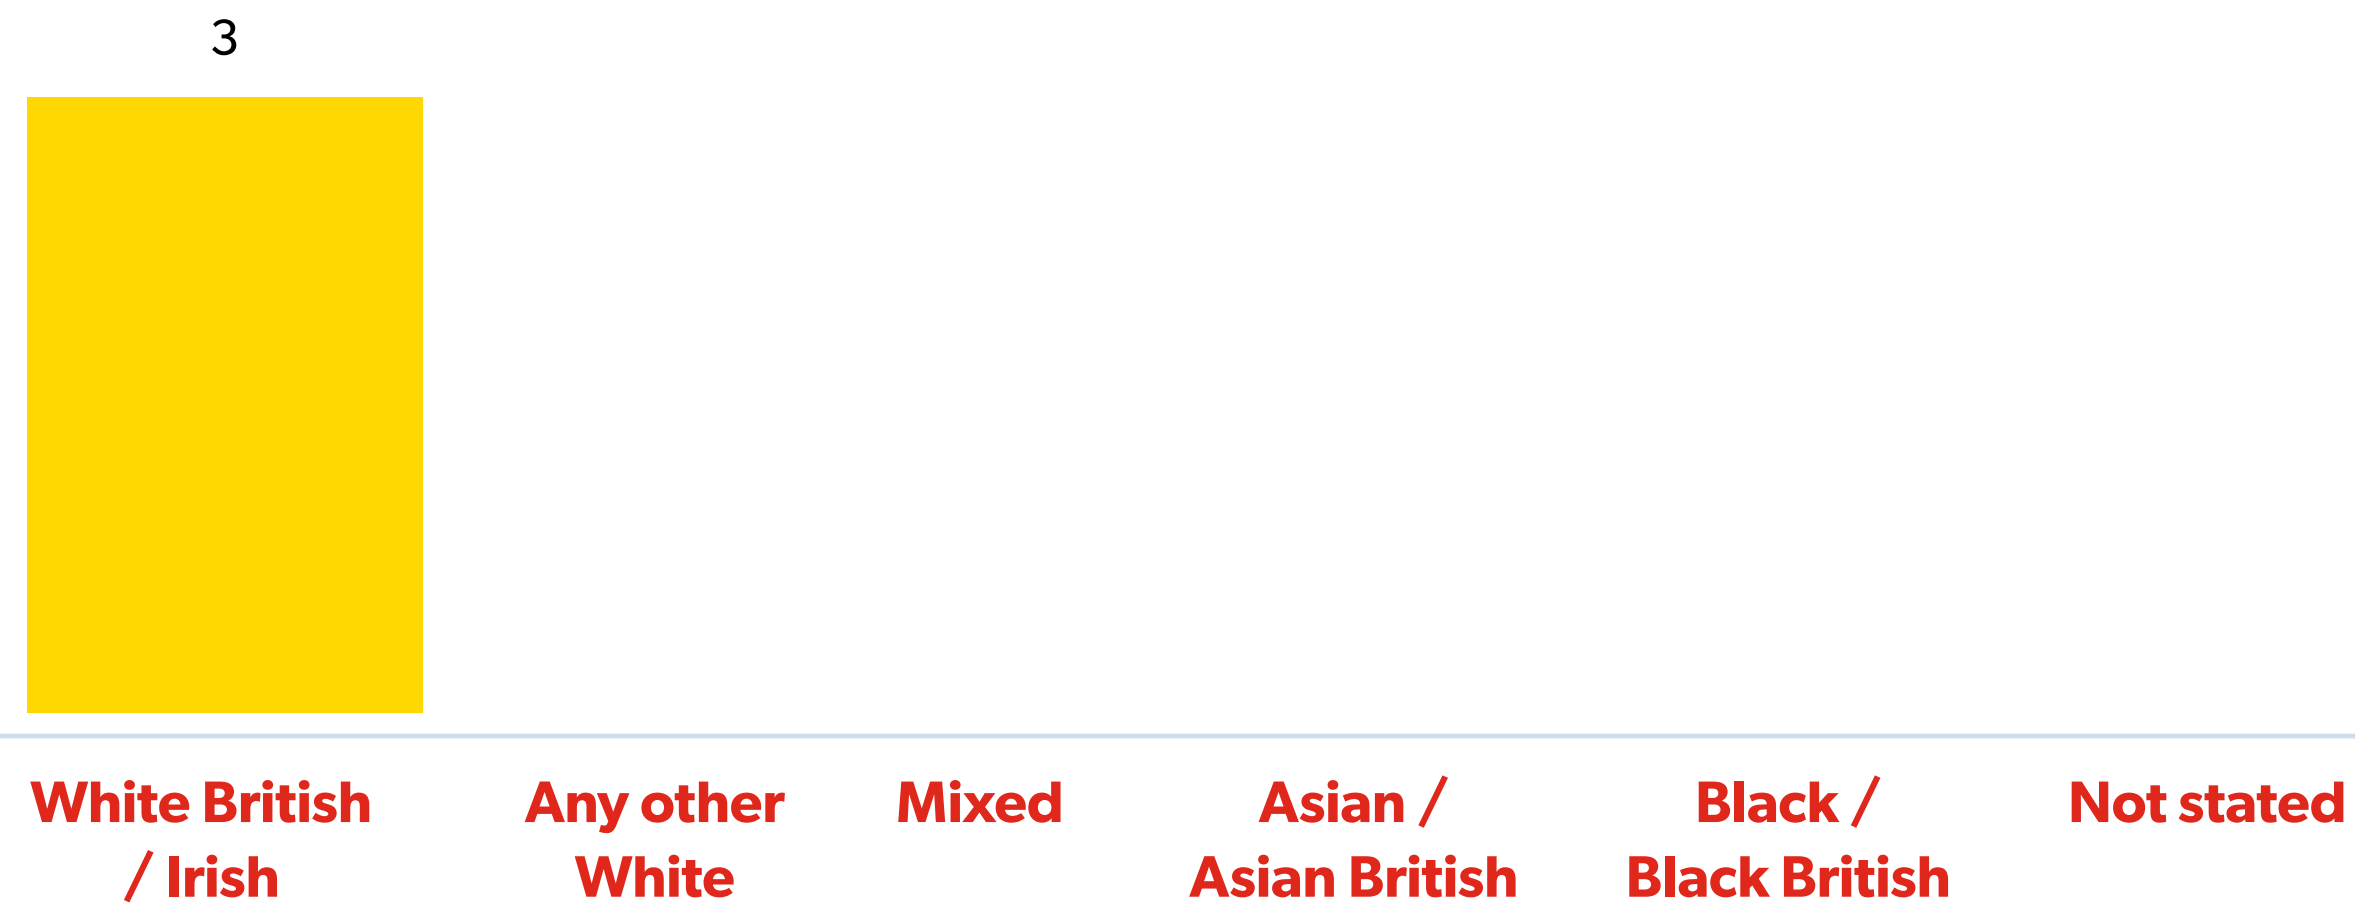 3
White British
/ Irish
Any other
White
Mixed
Asian /
Asian British
Black /
Black British
Not stated